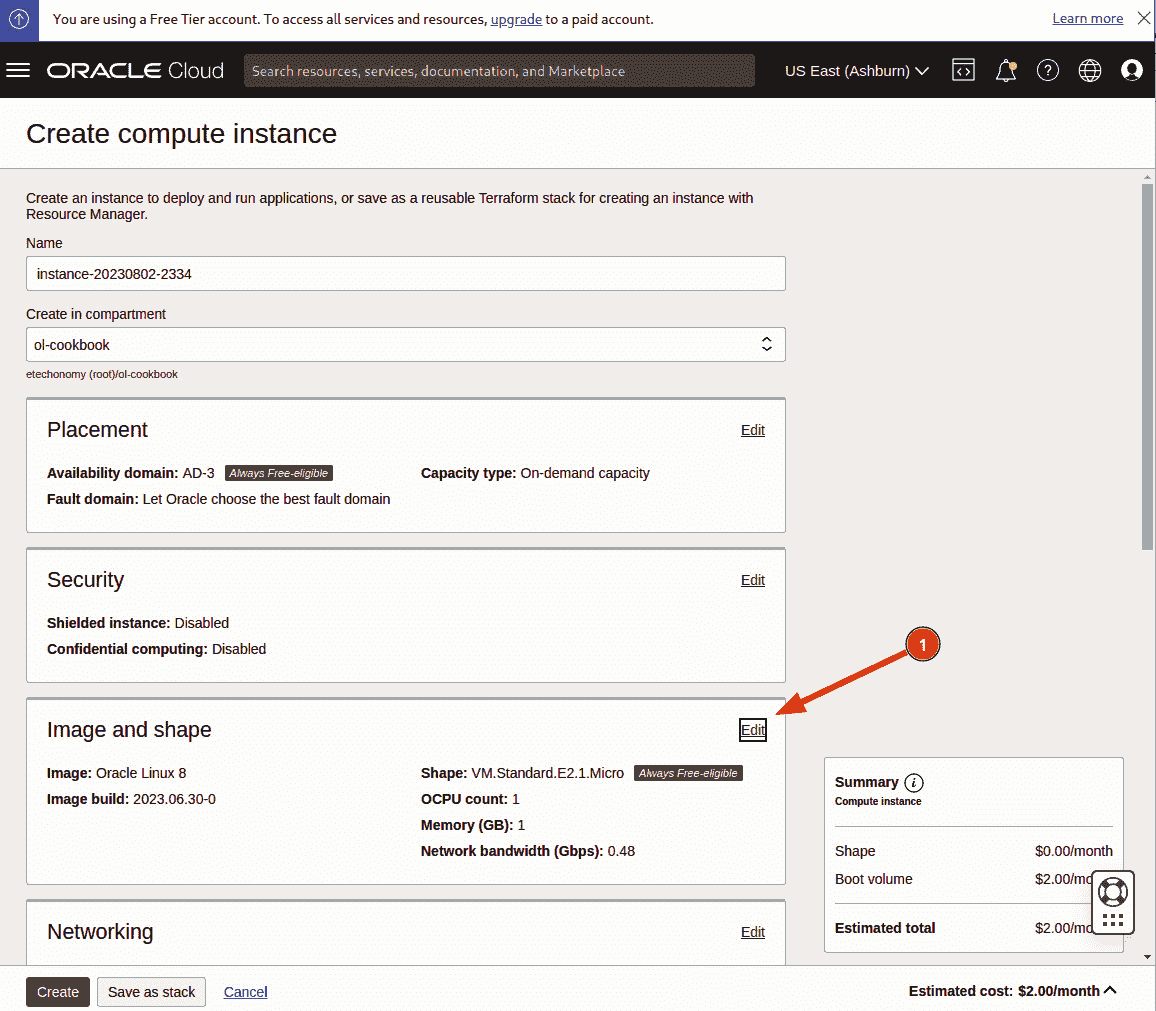 You are using a Free Tier account. To access all services and resources, upgrade to a paid account.
Learn more
ORACLE Cloud
Search resources, services, documentation, and Marketplace
US East (Ashburn)
Create compute instance
Create an instance to deploy and run applications, or save as a reusable Terraform stack for creating an instance with
Resource Manager.
Name
instance-20230802-2334
Create in compartment
ol-cookbook
etechonomy (root)/ol-cookbook
Placement
Edit
Availability domain: AD-3 Always Free-eligible
Capacity type: On-demand capacity
Fault domain: Let Oracle choose the best fault domain
Security
Edit
Shielded instance: Disabled
Confidential computing: Disabled
1
Image and shape
Edit
Image: Oracle Linux 8
Image build: 2023.06.30-0
Shape: VM.Standard.E2.1.Micro Always Free-eligible
OCPU count: 1
Memory (GB): 1
Network bandwidth (Gbps): 0.48
Summary
Compute instance
Shape $0.00/month
Boot volume $2.00/mo
Estimated total $2.00/mo
Networking
Edit
Create
Save as stack
Cancel
Estimated cost: $2.00/month